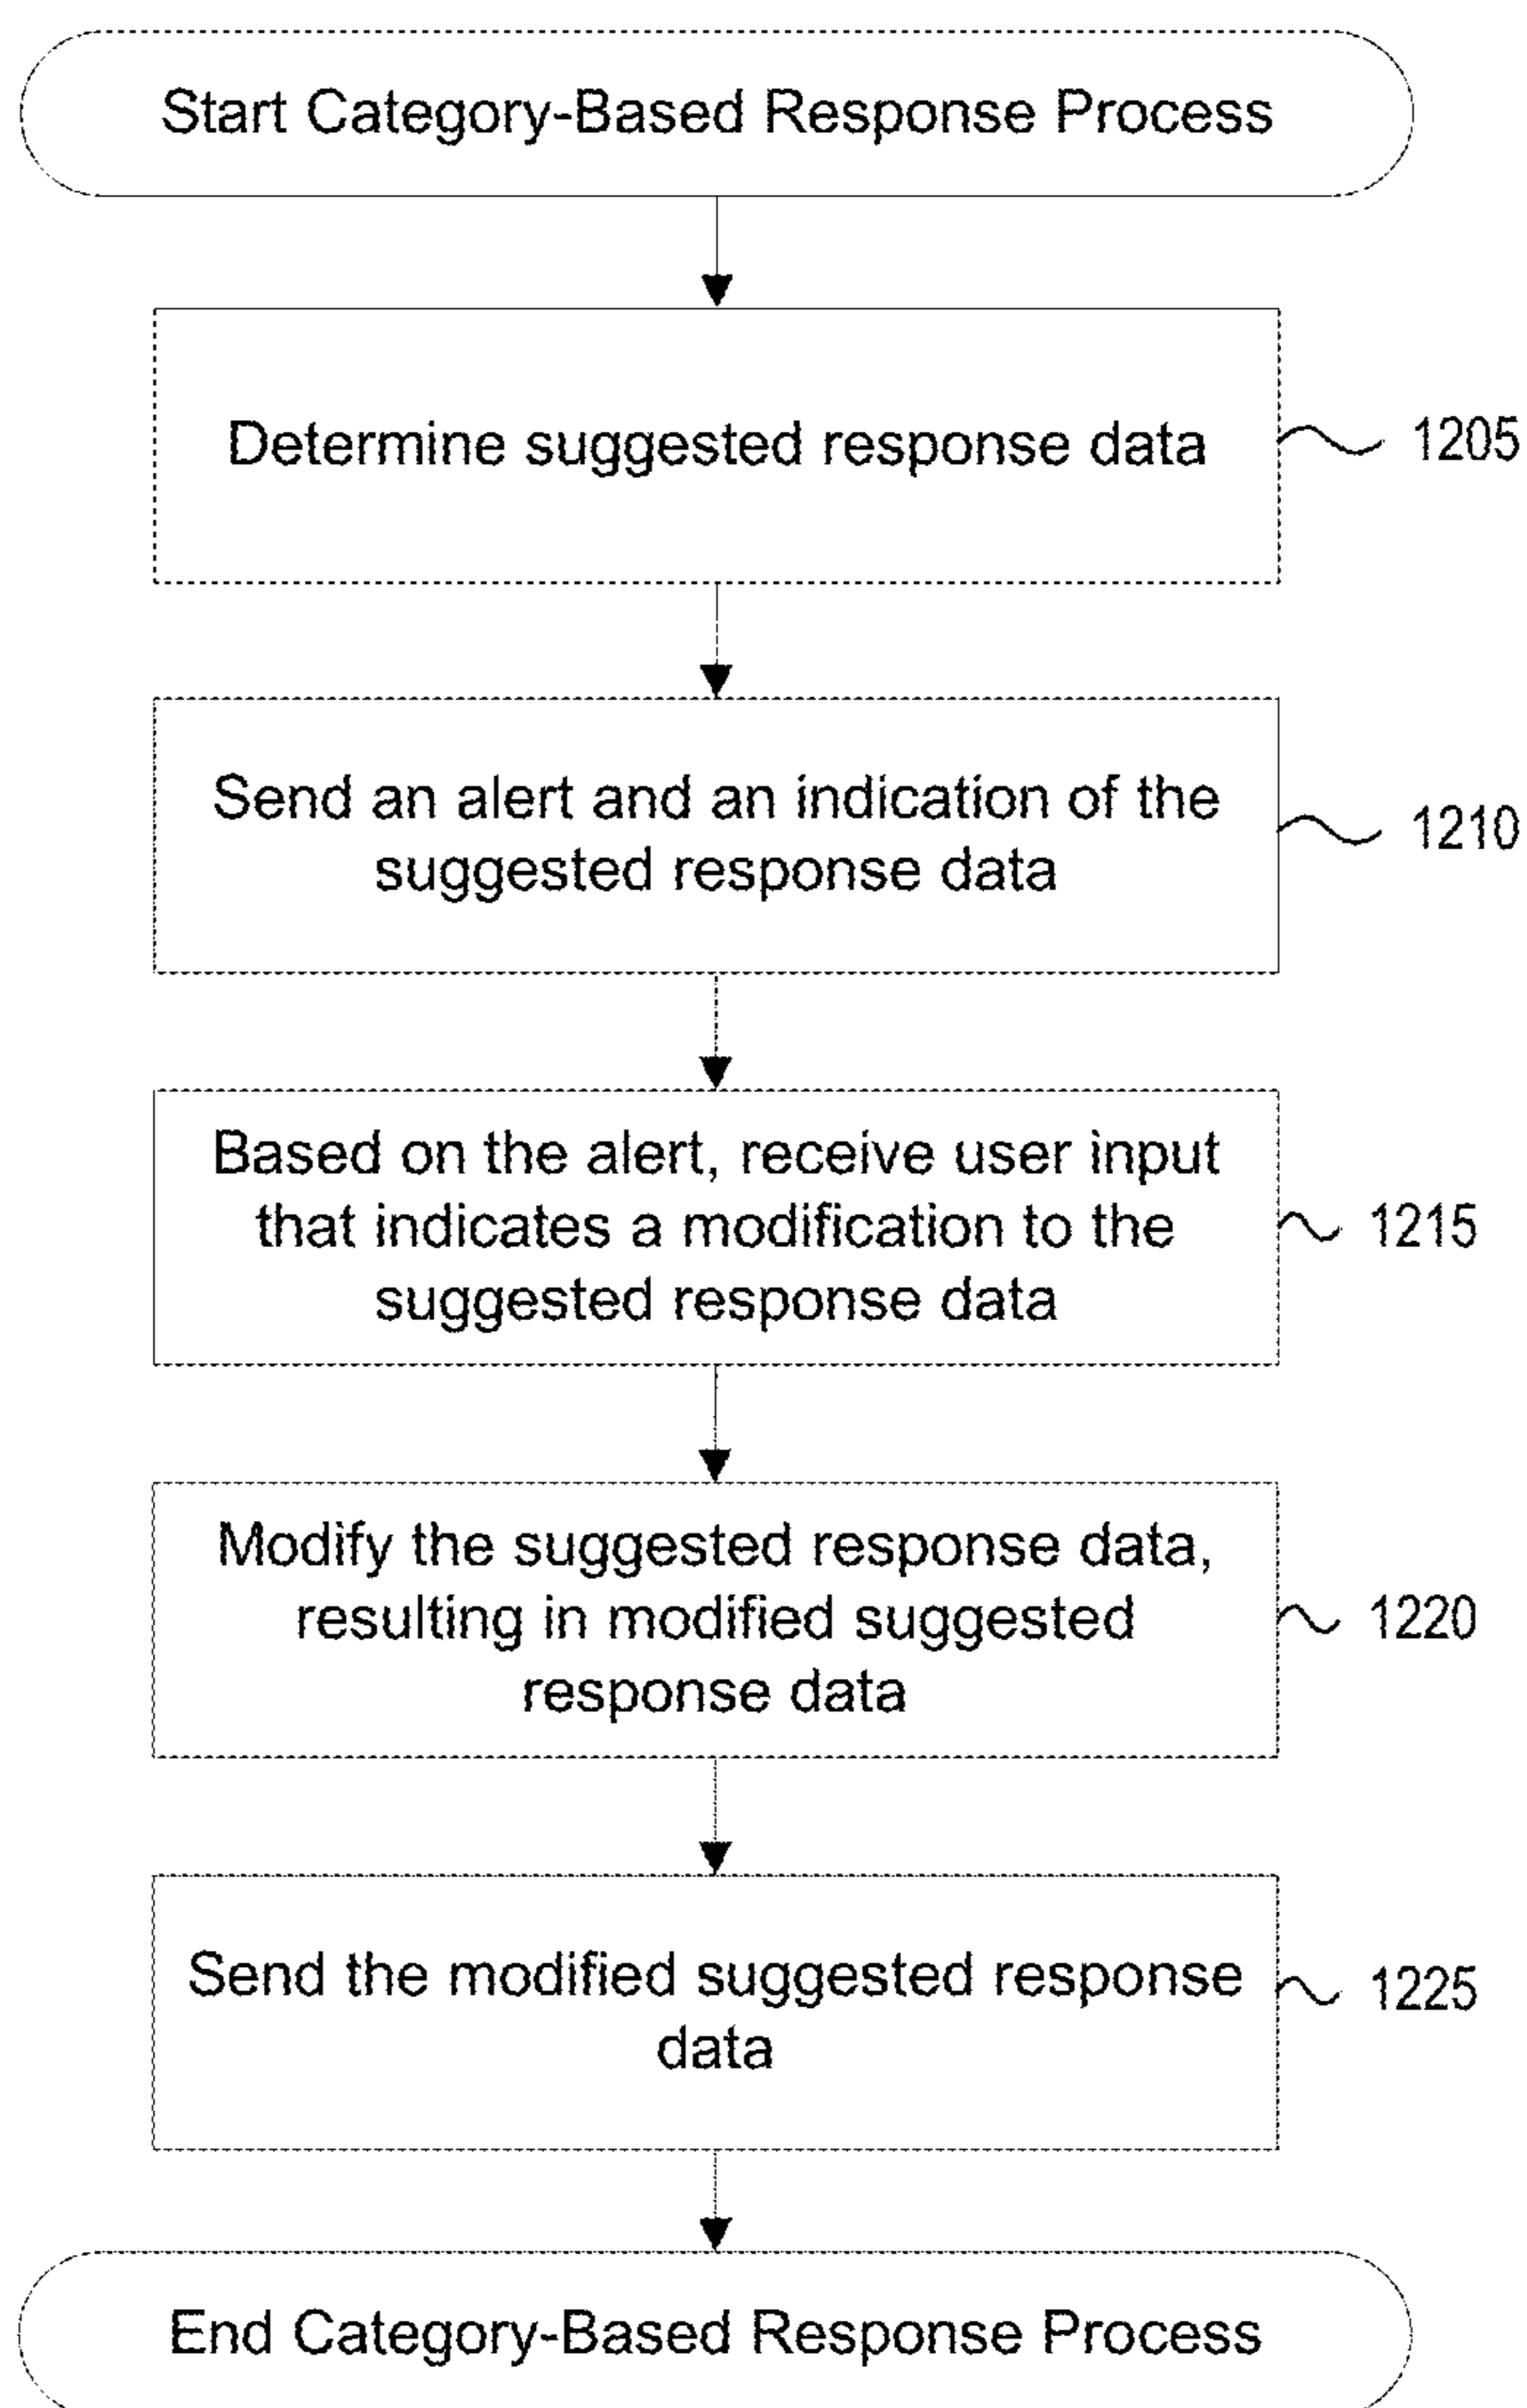 Start Category-Based Response Process
Determine suggested response data
1205
Send an alert and an indication of the
suggested response data
1210
Based on the alert, receive user input
that indicates a modification to the
suggested response data
1215
Modify the suggested response data,
resulting in modified suggested
response data
1220
Send the modified suggested response
data
1225
End Category-Based Response Process